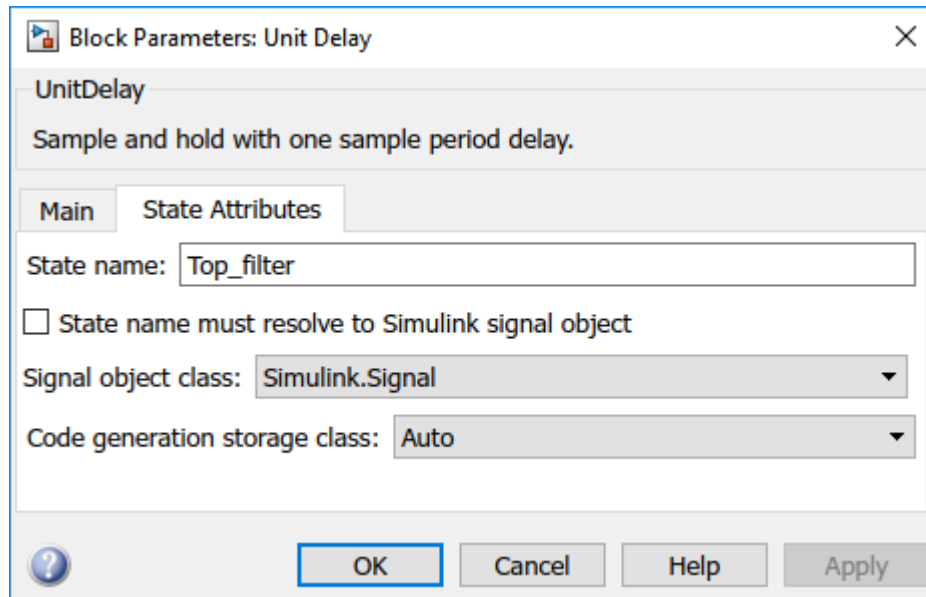 Block Parameters: Unit Delay
UnitDelay
Sample and hold with one sample period delay.
Main State Attributes
State name: Top_filter
State name must resolve to Simulink signal object
Signal object class: Simulink.Signal
Code generation storage class: Auto
? OK Cancel Help Apply